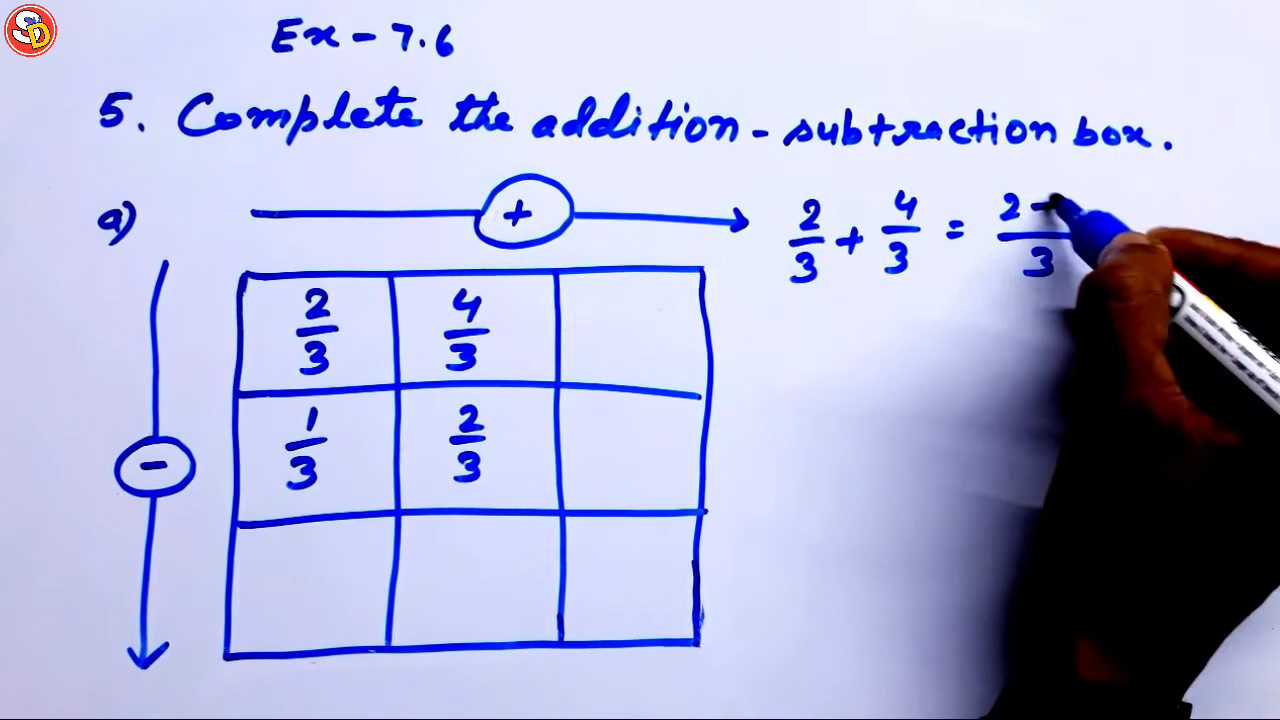 SD
Ex - 7.6
5. Complete the addition - subtraction box.
a) + 2/3 + 4/3 = 2 / 3
2/3 4/3
1/3 2/3
-